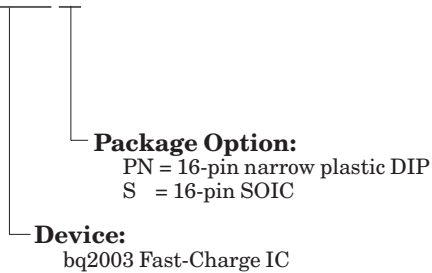 Package Option:
PN = 16-pin narrow plastic DIP
S = 16-pin SOIC
Device:
bq2003 Fast-Charge IC